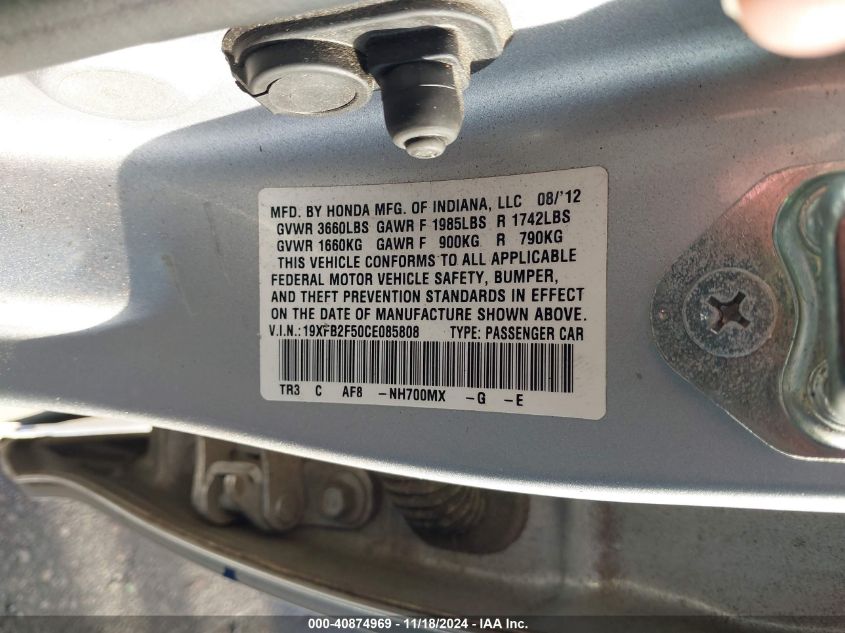 MFD. BY HONDA MFG. OF INDIANA, LLC 08/'12
GVWR 3660LBS GAWR F 1985LBS R 1742LBS
GVWR 1660KG GAWR F 900KG R 790KG
THIS VEHICLE CONFORMS TO ALL APPLICABLE
FEDERAL MOTOR VEHICLE SAFETY, BUMPER,
AND THEFT PREVENTION STANDARDS IN EFFECT
ON THE DATE OF MANUFACTURE SHOWN ABOVE.
V.I.N.:19XFB2F50CE085808 TYPE: PASSENGER CAR
TR3 C AF8 -NH700MX -G -E
000-40874969 | 11/18/2024 - IAA Inc.